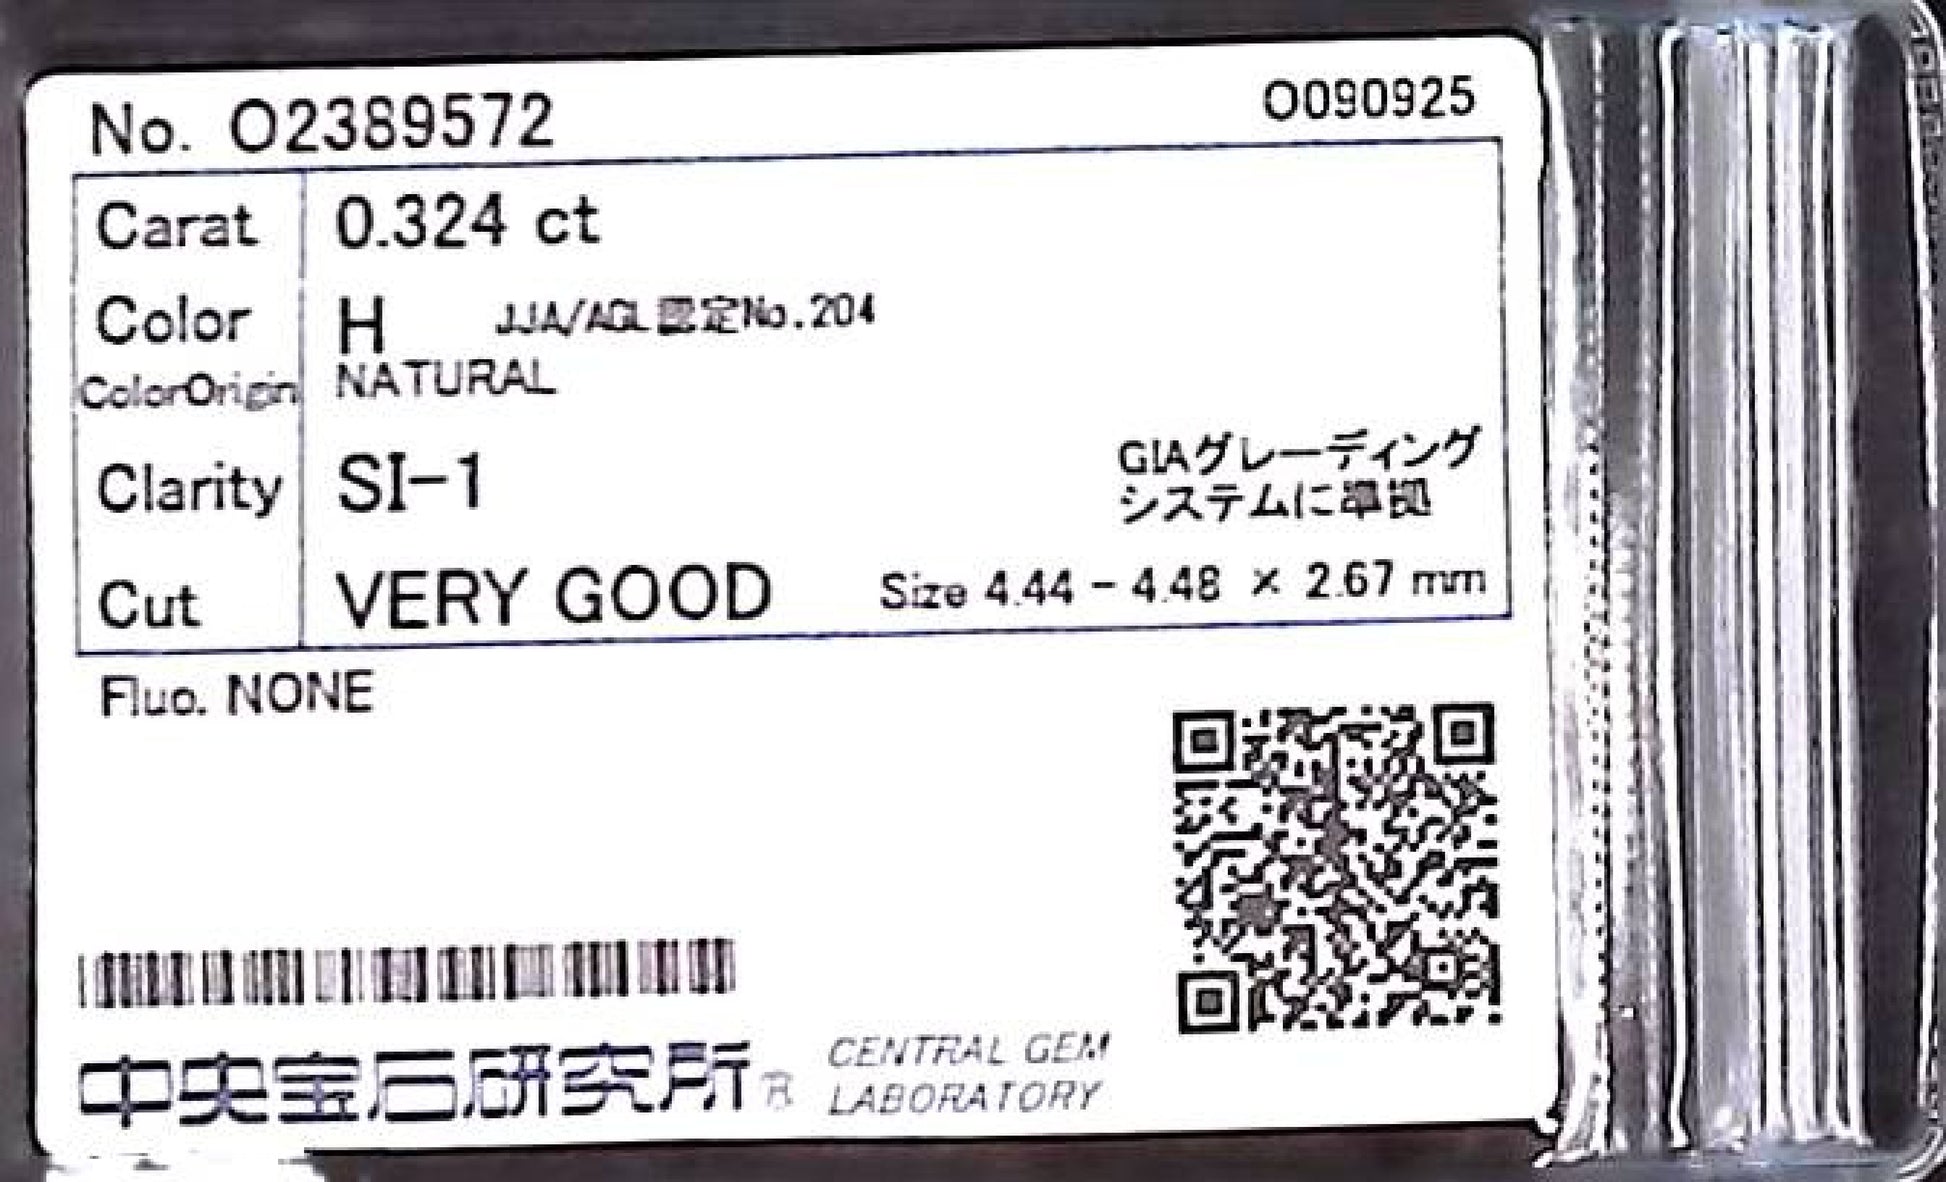 No. O2389572
O090925
Carat 0.324 ct
Color H JJA/AGL認定No.204
ColorOrigin NATURAL
Clarity SI-1
GIAグレーディング
システムに準拠
Cut VERY GOOD Size 4.44 - 4.48 × 2.67 mm
Fluo. NONE
中央宝石研究所®
CENTRAL GEM
LABORATORY